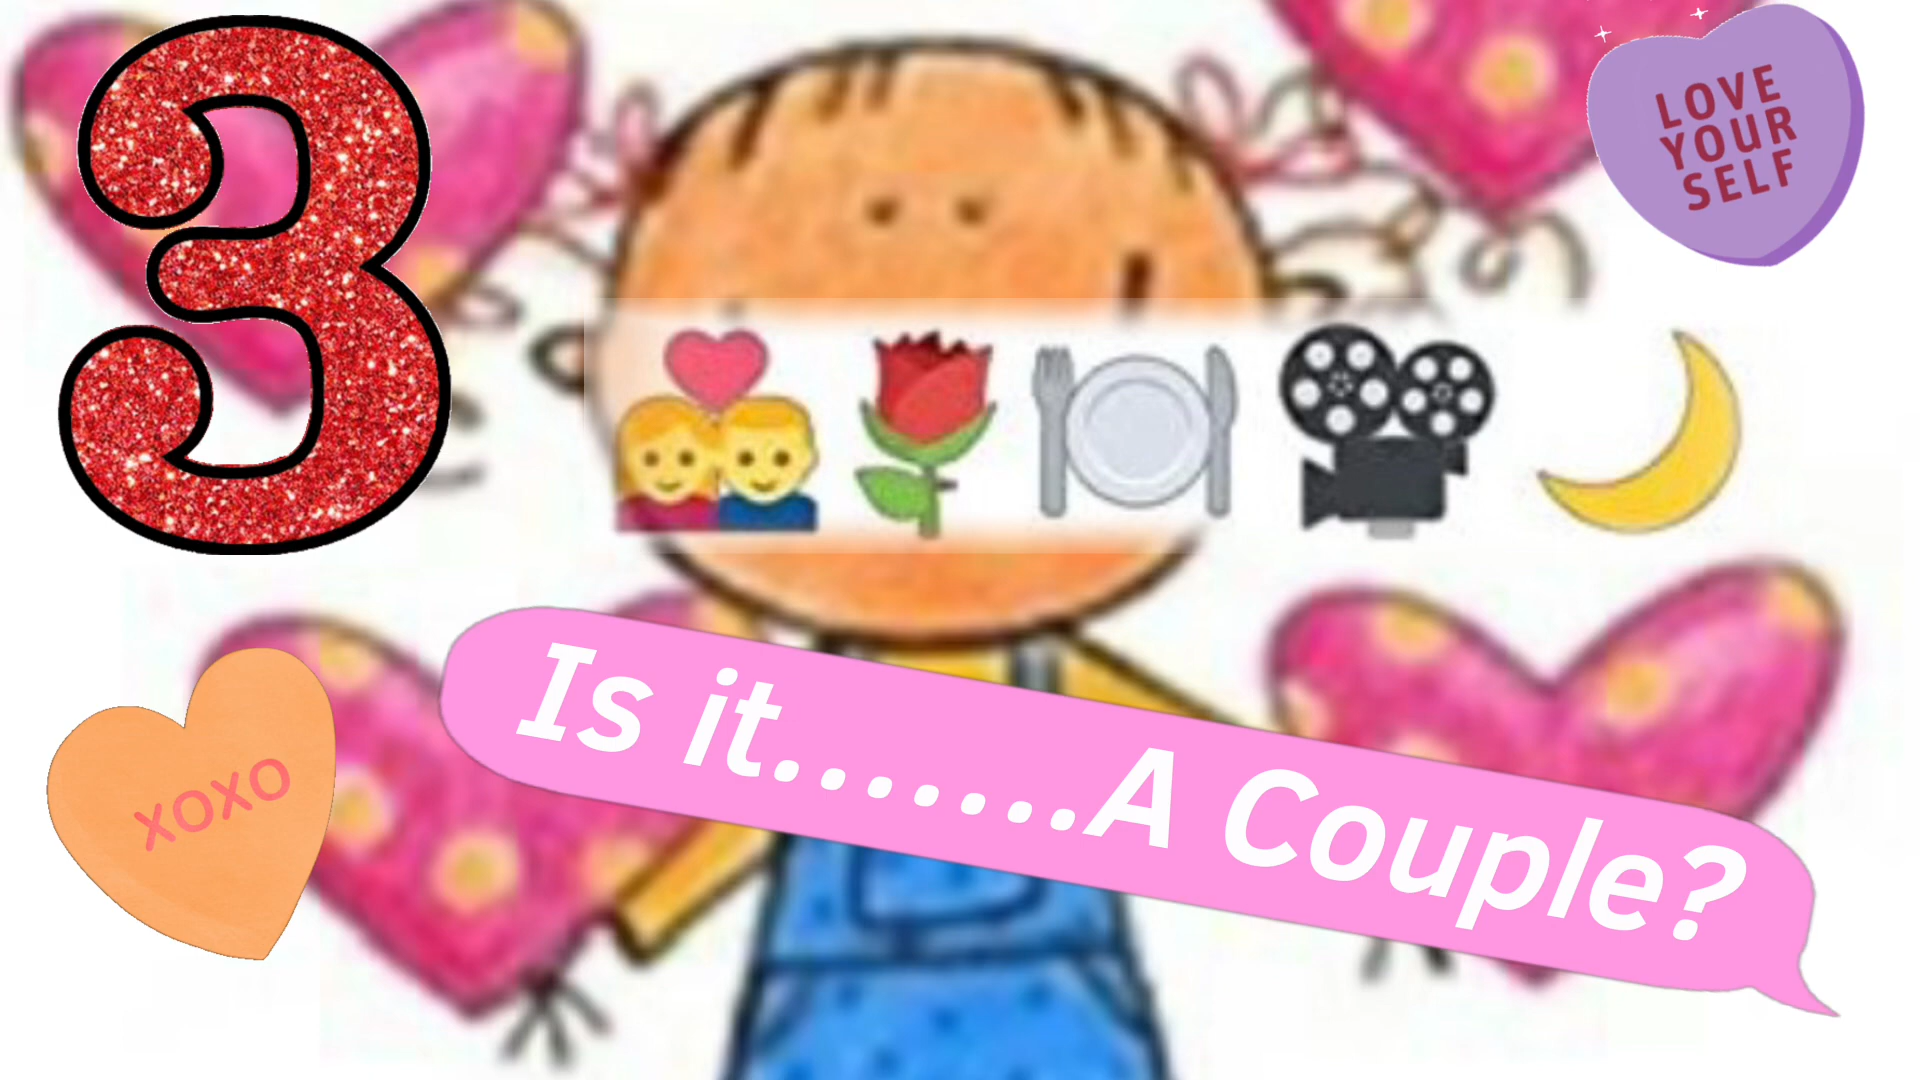 3
LOVE
YOUR
SELF
Is it.......A Couple?
XOXO